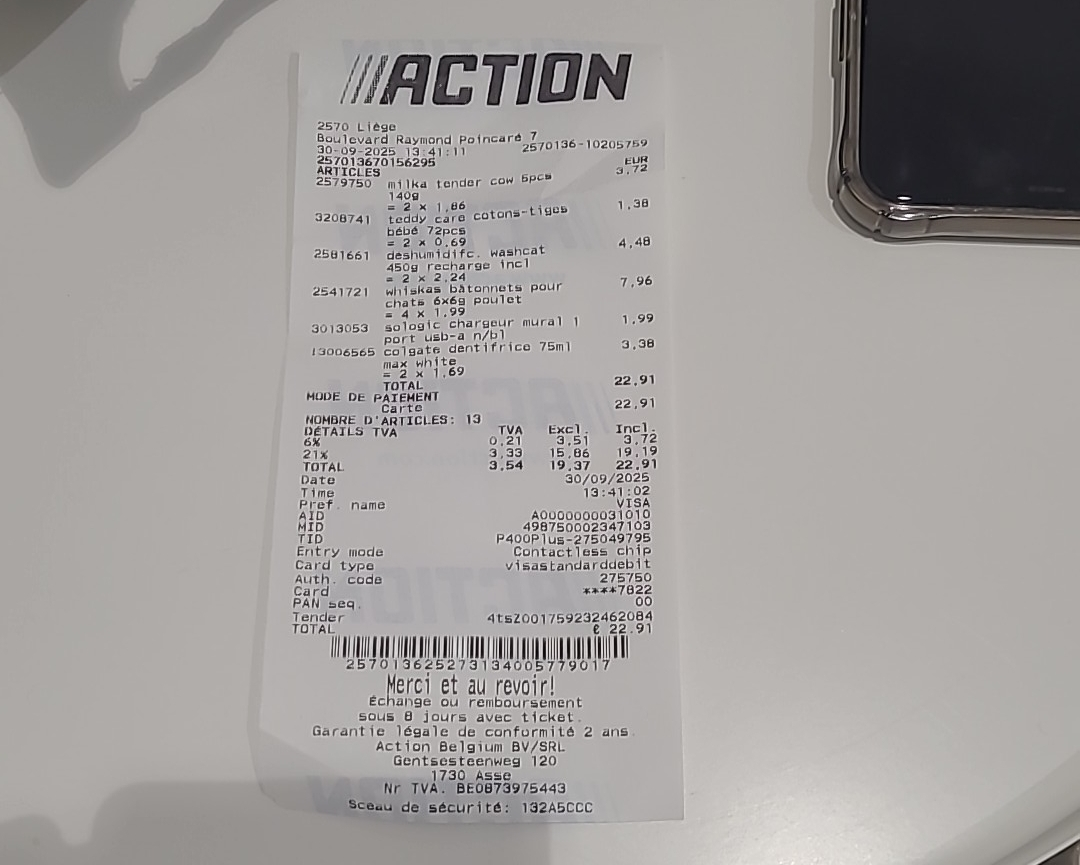 ///ACTION
2570 Liège
Boulevard Raymond Poincaré 7
30-09-2025 13:41:11 2570136-10205759
257013670156295 EUR
ARTICLES 3,72
2579750 milka tender cow 5pcs
140g
= 2 x 1,86
3208741 teddy care cotons-tiges 1,38
bébé 72pcs
= 2 x 0,69
2581661 deshumidifc. washcat 4,48
450g recharge incl
= 2 x 2,24
2541721 whiskas bâtonnets pour 7,96
chats 6x6g poulet
= 4 x 1,99
3013053 sologic chargeur mural 1 1,99
port usb-a n/bl
13006565 colgate dentifrice 75ml 3,38
max white
= 2 x 1,69
TOTAL 22,91
MODE DE PAIEMENT
Carte 22,91
NOMBRE D'ARTICLES: 13
DÉTAILS TVA TVA Excl. Incl.
6% 0,21 3,51 3,72
21% 3,33 15,86 19,19
TOTAL 3,54 19,37 22,91
Date 30/09/2025
Time 13:41:02
Pref. name VISA
AID A0000000031010
MID 498750002347103
TID P400Plus-275049795
Entry mode Contactless chip
Card type visastandarddebit
Auth. code 275750
Card ****7822
PAN seq. 00
Tender 4tsZ001759232462084
TOTAL € 22.91
257013625273134005779017
Merci et au revoir!
Échange ou remboursement
sous 8 jours avec ticket.
Garantie légale de conformité 2 ans.
Action Belgium BV/SRL
Gentsesteenweg 120
1730 Asse
Nr TVA. BE0873975443
Sceau de sécurité: 132A5CCC